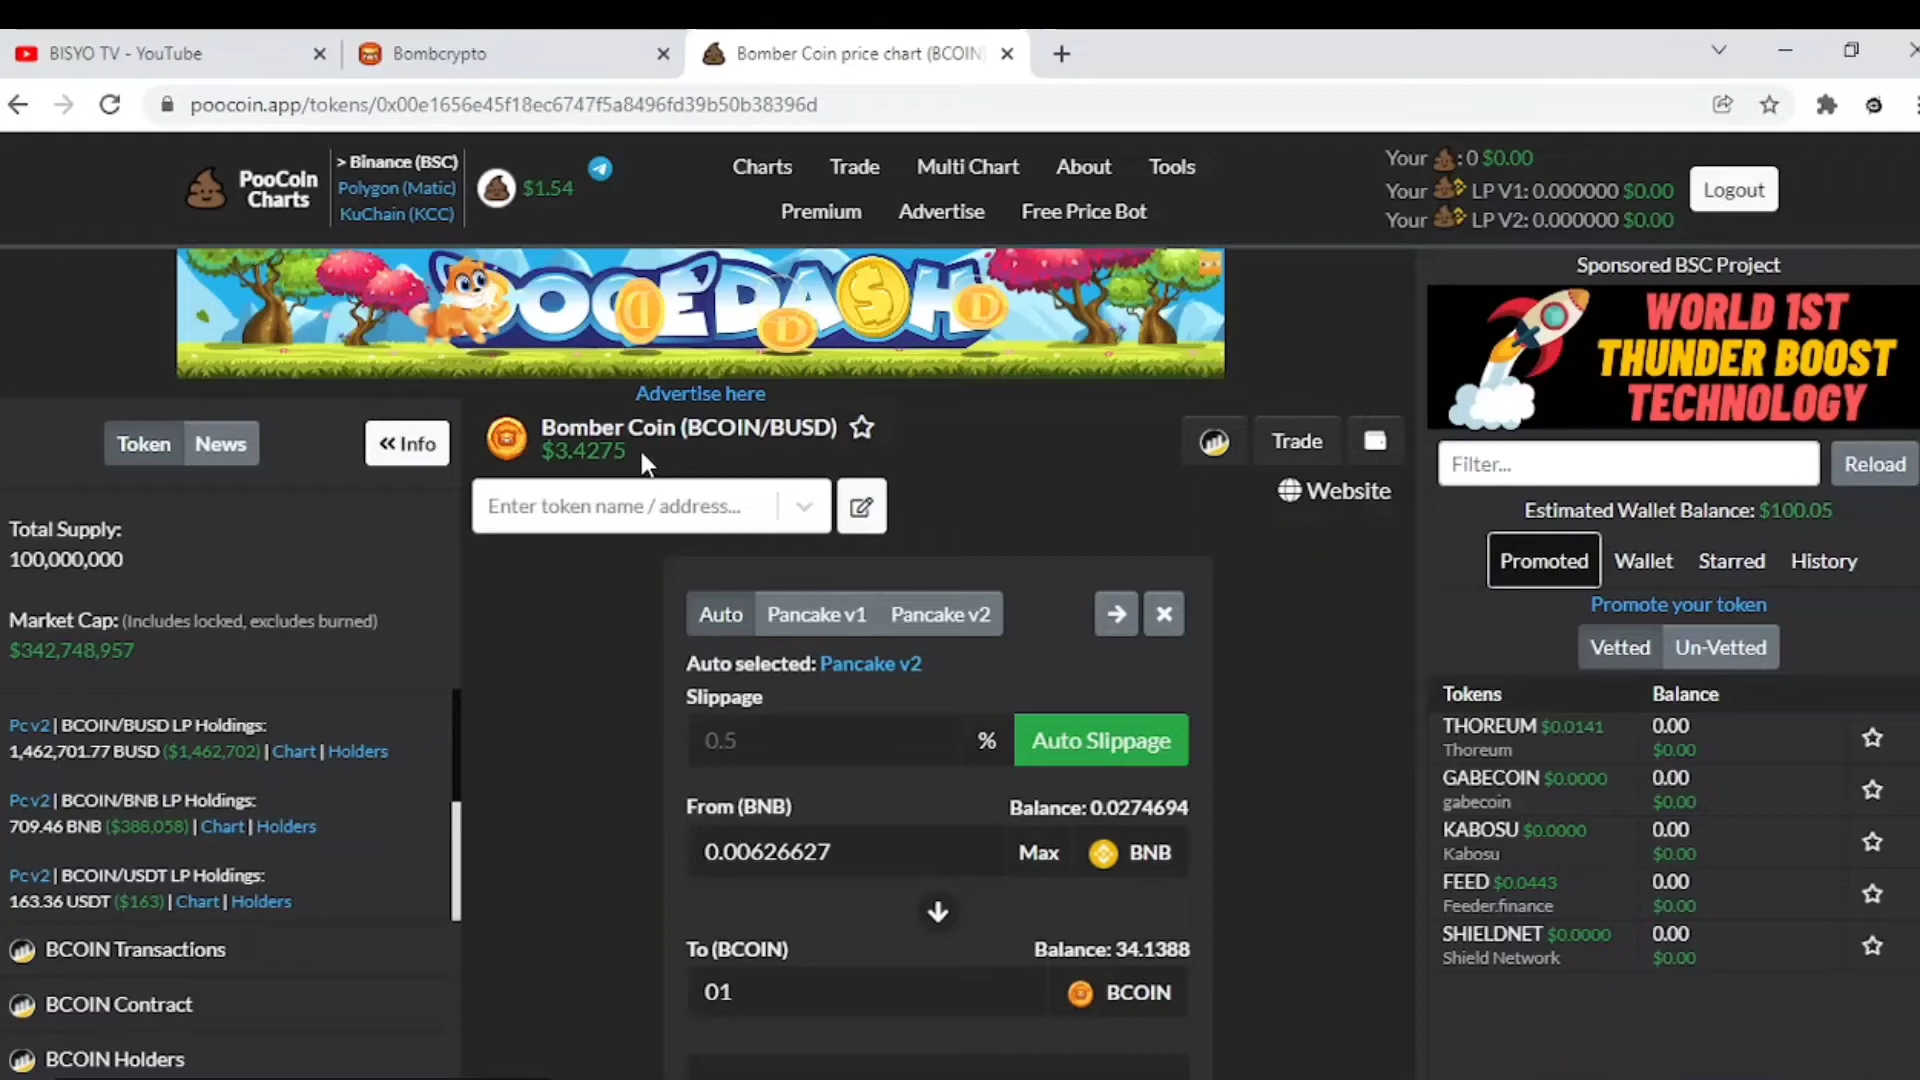 BISYO TV - YouTube
Bombcrypto
Bomber Coin price chart (BCOIN
poocoin.app/tokens/0x00e1656e45f18ec6747f5a8496fd39b50b38396d
PooCoin
Charts
> Binance (BSC)
Polygon (Matic)
KuChain (KCC)
$1.54
Charts Trade Multi Chart About Tools
Premium Advertise Free Price Bot
Your : 0 $0.00
Your LP V1: 0.000000 $0.00
Your LP V2: 0.000000 $0.00
Logout
DOGEDA$H
Advertise here
Token News
« Info
Total Supply:
100,000,000
Market Cap: (Includes locked, excludes burned)
$342,748,957
Pc v2 | BCOIN/BUSD LP Holdings:
1,462,701.77 BUSD ($1,462,702) | Chart | Holders
Pc v2 | BCOIN/BNB LP Holdings:
709.46 BNB ($388,058) | Chart | Holders
Pc v2 | BCOIN/USDT LP Holdings:
163.36 USDT ($163) | Chart | Holders
BCOIN Transactions
BCOIN Contract
BCOIN Holders
Bomber Coin (BCOIN/BUSD)
$3.4275
Trade
Enter token name / address...
Website
Auto Pancake v1 Pancake v2
Auto selected: Pancake v2
Slippage
0.5 %
Auto Slippage
From (BNB) Balance: 0.0274694
0.00626627 Max BNB
To (BCOIN) Balance: 34.1388
01 BCOIN
Sponsored BSC Project
WORLD 1ST
THUNDER BOOST
TECHNOLOGY
Filter...
Reload
Estimated Wallet Balance: $100.05
Promoted Wallet Starred History
Promote your token
Vetted Un-Vetted
Tokens Balance
THOREUM $0.0141 0.00
Thoreum $0.00
GABECOIN $0.0000 0.00
gabecoin $0.00
KABOSU $0.0000 0.00
Kabosu $0.00
FEED $0.0443 0.00
Feeder.finance $0.00
SHIELDNET $0.0000 0.00
Shield Network $0.00